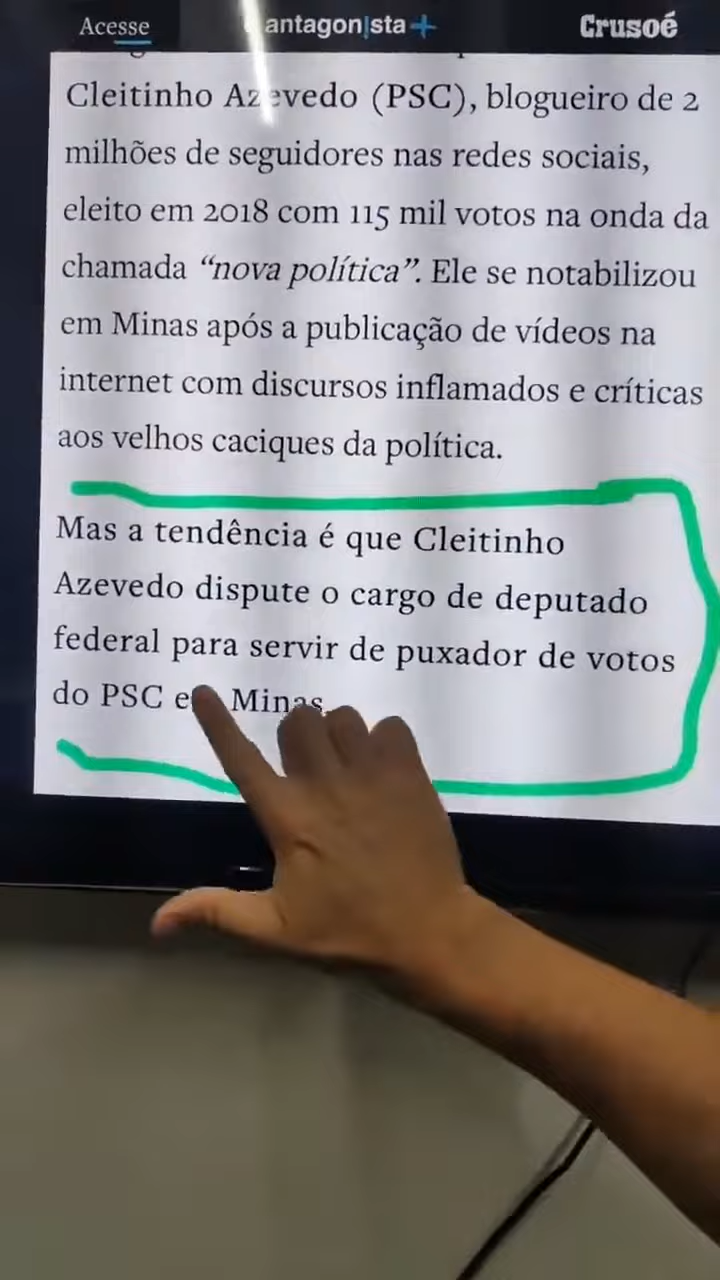 Acesse antagonista+ Crusoé
Cleitinho Azevedo (PSC), blogueiro de 2
milhões de seguidores nas redes sociais,
eleito em 2018 com 115 mil votos na onda da
chamada “nova política”. Ele se notabilizou
em Minas após a publicação de vídeos na
internet com discursos inflamados e críticas
aos velhos caciques da política.
Mas a tendência é que Cleitinho
Azevedo dispute o cargo de deputado
federal para servir de puxador de votos
do PSC e Minas